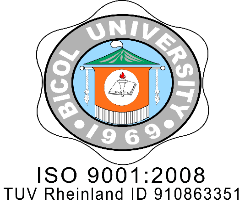 BICOL UNIVERSITY
• 1969 •
ISO 9001:2008
TUV Rheinland ID 910863351